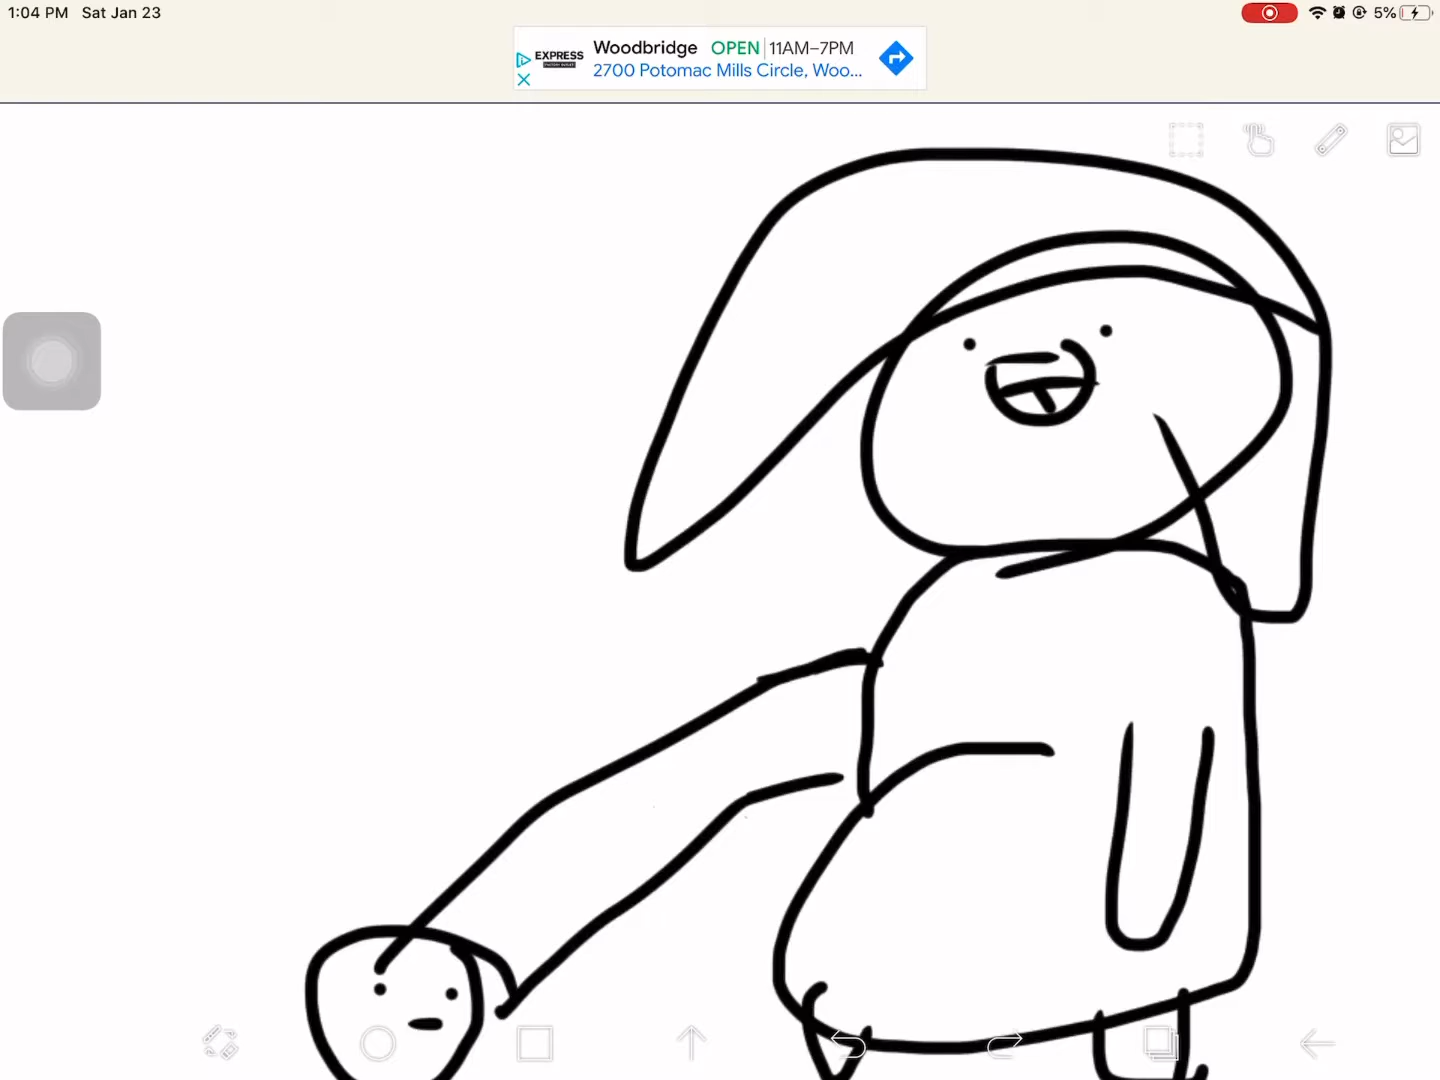 1:04 PM Sat Jan 23
5%
EXPRESS
Woodbridge OPEN 11AM–7PM
2700 Potomac Mills Circle, Woo...